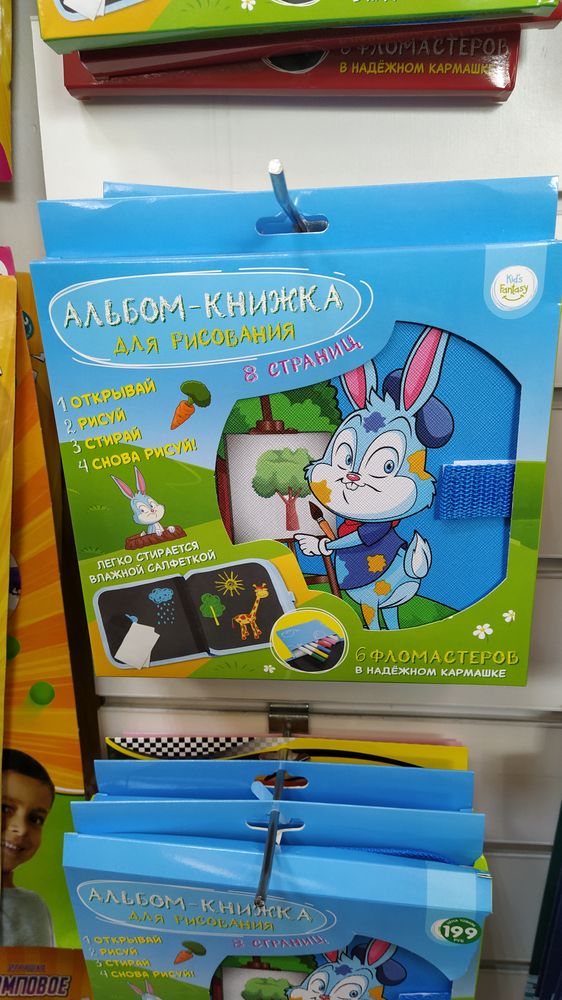 6 ФЛОМАСТЕРОВ
В НАДЁЖНОМ КАРМАШКЕ
АЛЬБОМ-КНИЖКА
ДЛЯ РИСОВАНИЯ
8 СТРАНИЦ
Kid's
Fantasy
1 ОТКРЫВАЙ
2 РИСУЙ
3 СТИРАЙ
4 СНОВА РИСУЙ!
ЛЕГКО СТИРАЕТСЯ
ВЛАЖНОЙ САЛФЕТКОЙ
6 ФЛОМАСТЕРОВ
В НАДЁЖНОМ КАРМАШКЕ
АЛЬБОМ-КНИЖКА
ДЛЯ РИСОВАНИЯ
8 СТРАНИЦ
1 ОТКРЫВАЙ
2 РИСУЙ
3 СТИРАЙ
4 СНОВА РИСУЙ!
199
РУБ